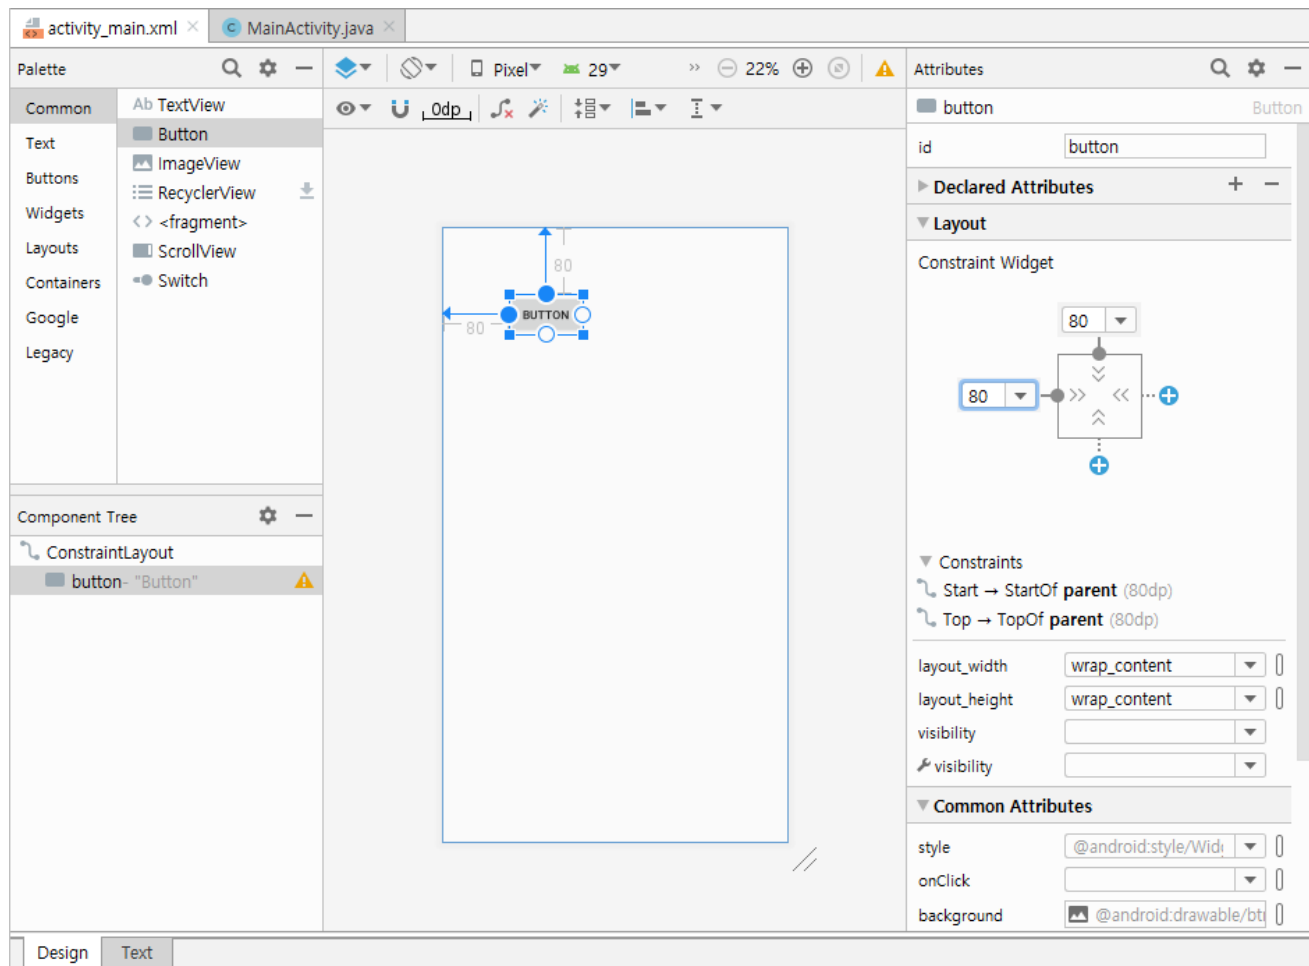 activity_main.xml
MainActivity.java
Palette
Common
Text
Buttons
Widgets
Layouts
Containers
Google
Legacy
Ab TextView
Button
ImageView
RecyclerView
<fragment>
ScrollView
Switch
Component Tree
ConstraintLayout
button- "Button"
Pixel
29
22%
0dp
80
80
BUTTON
Attributes
button
Button
id
button
Declared Attributes
Layout
Constraint Widget
80
80
Constraints
Start → StartOf parent (80dp)
Top → TopOf parent (80dp)
layout_width
wrap_content
layout_height
wrap_content
visibility
visibility
Common Attributes
style
@android:style/Wid
onClick
background
@android:drawable/bt
Design
Text